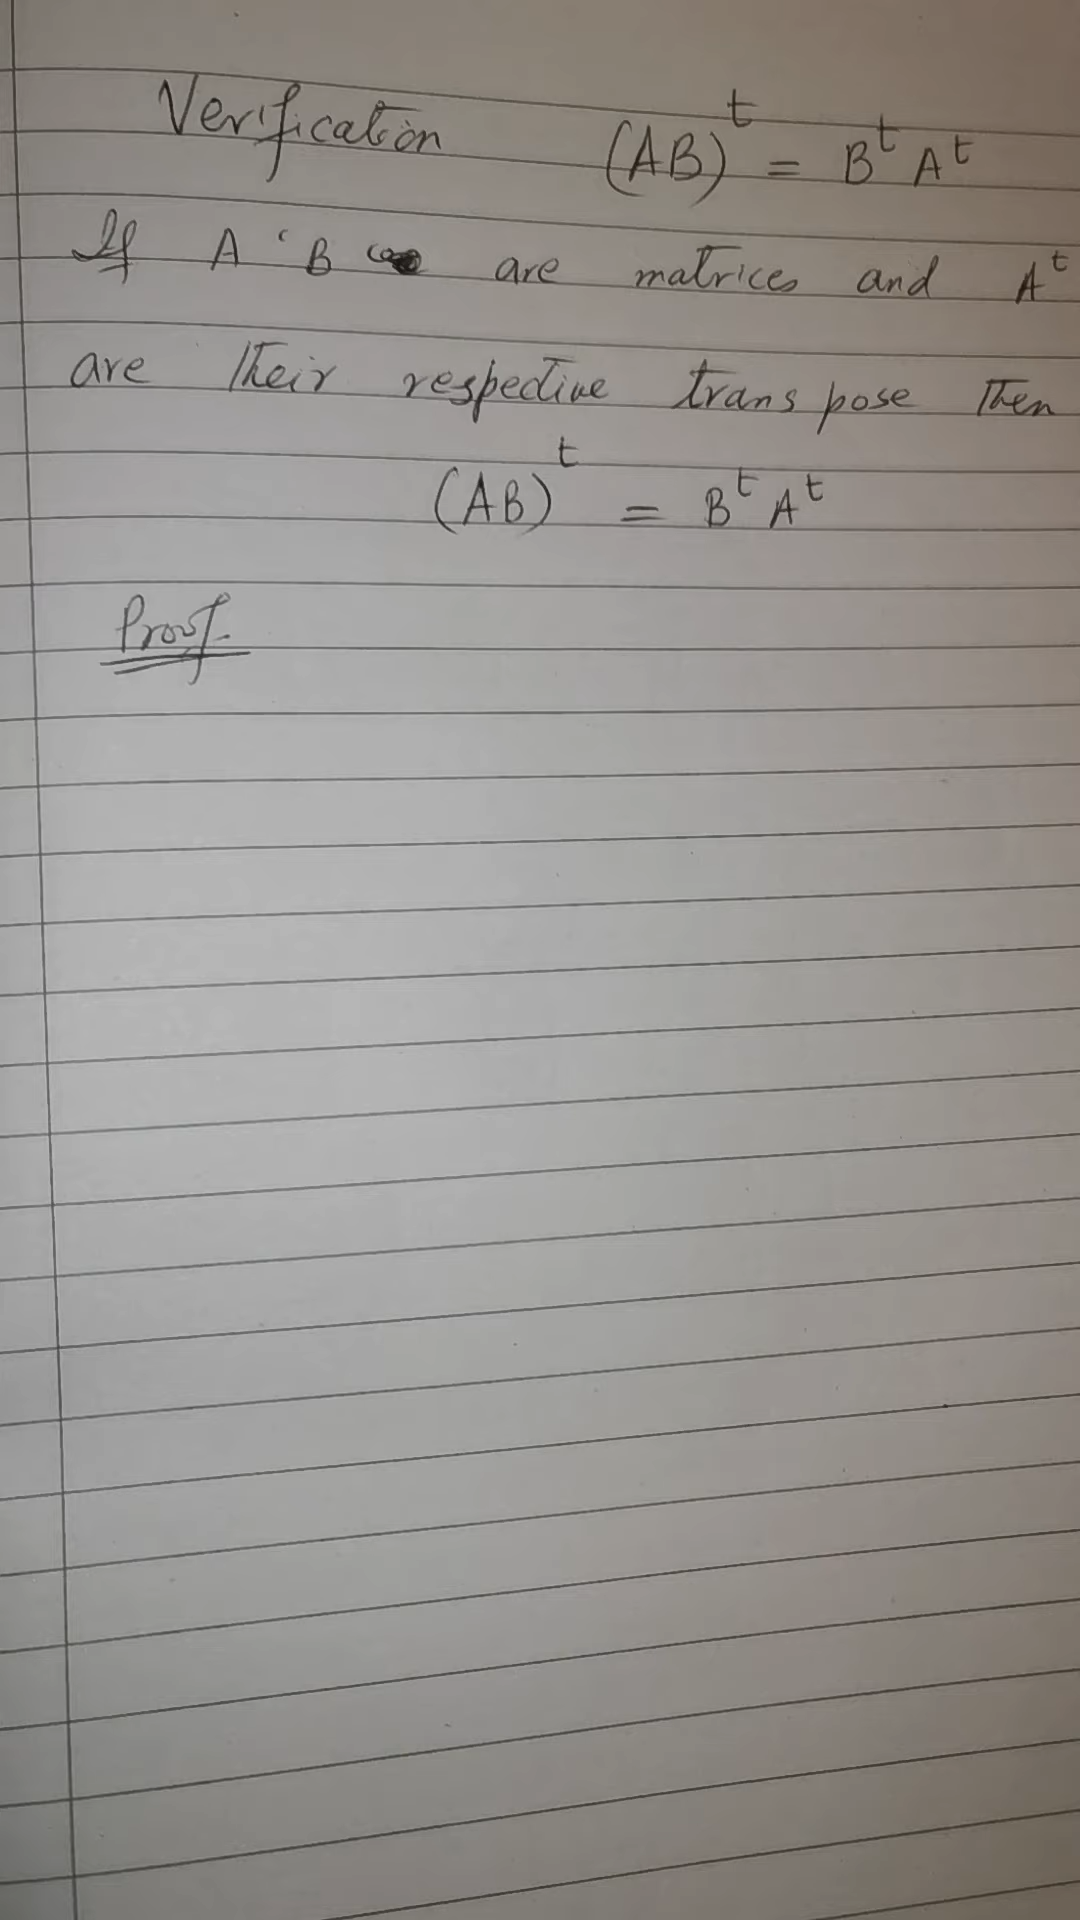 Verification (AB)^t = B^t A^t
If A ‘ B are matrices and A^t
are their respective transpose then
(AB)^t = B^t A^t
Proof